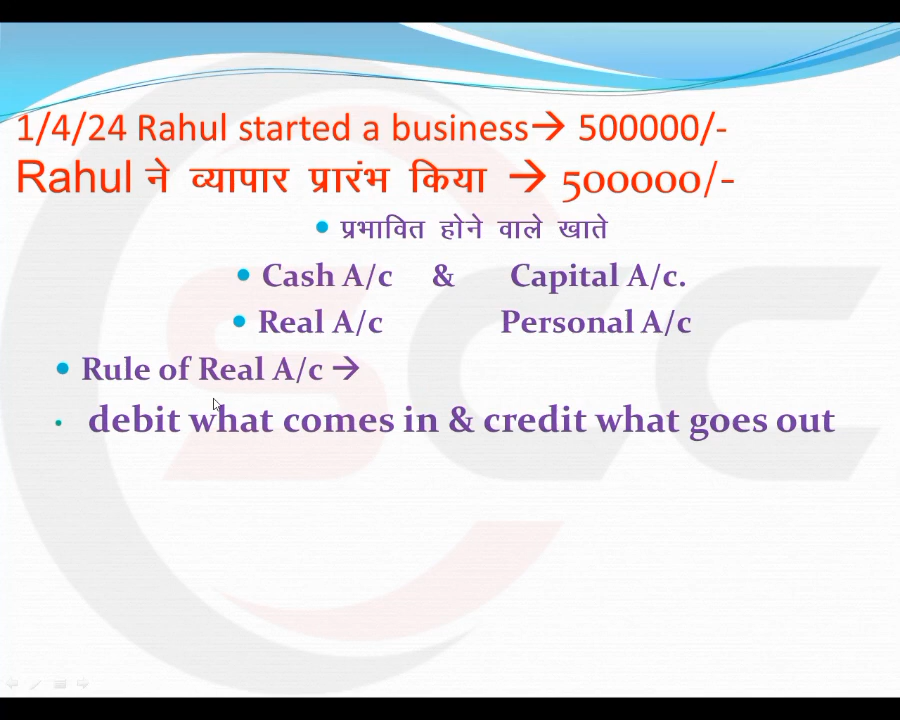 1/4/24 Rahul started a business→ 500000/-
Rahul ने व्यापार प्रारंभ किया → 500000/-
• प्रभावित होने वाले खाते
• Cash A/c & Capital A/c.
• Real A/c Personal A/c
• Rule of Real A/c →
• debit what comes in & credit what goes out
SCC